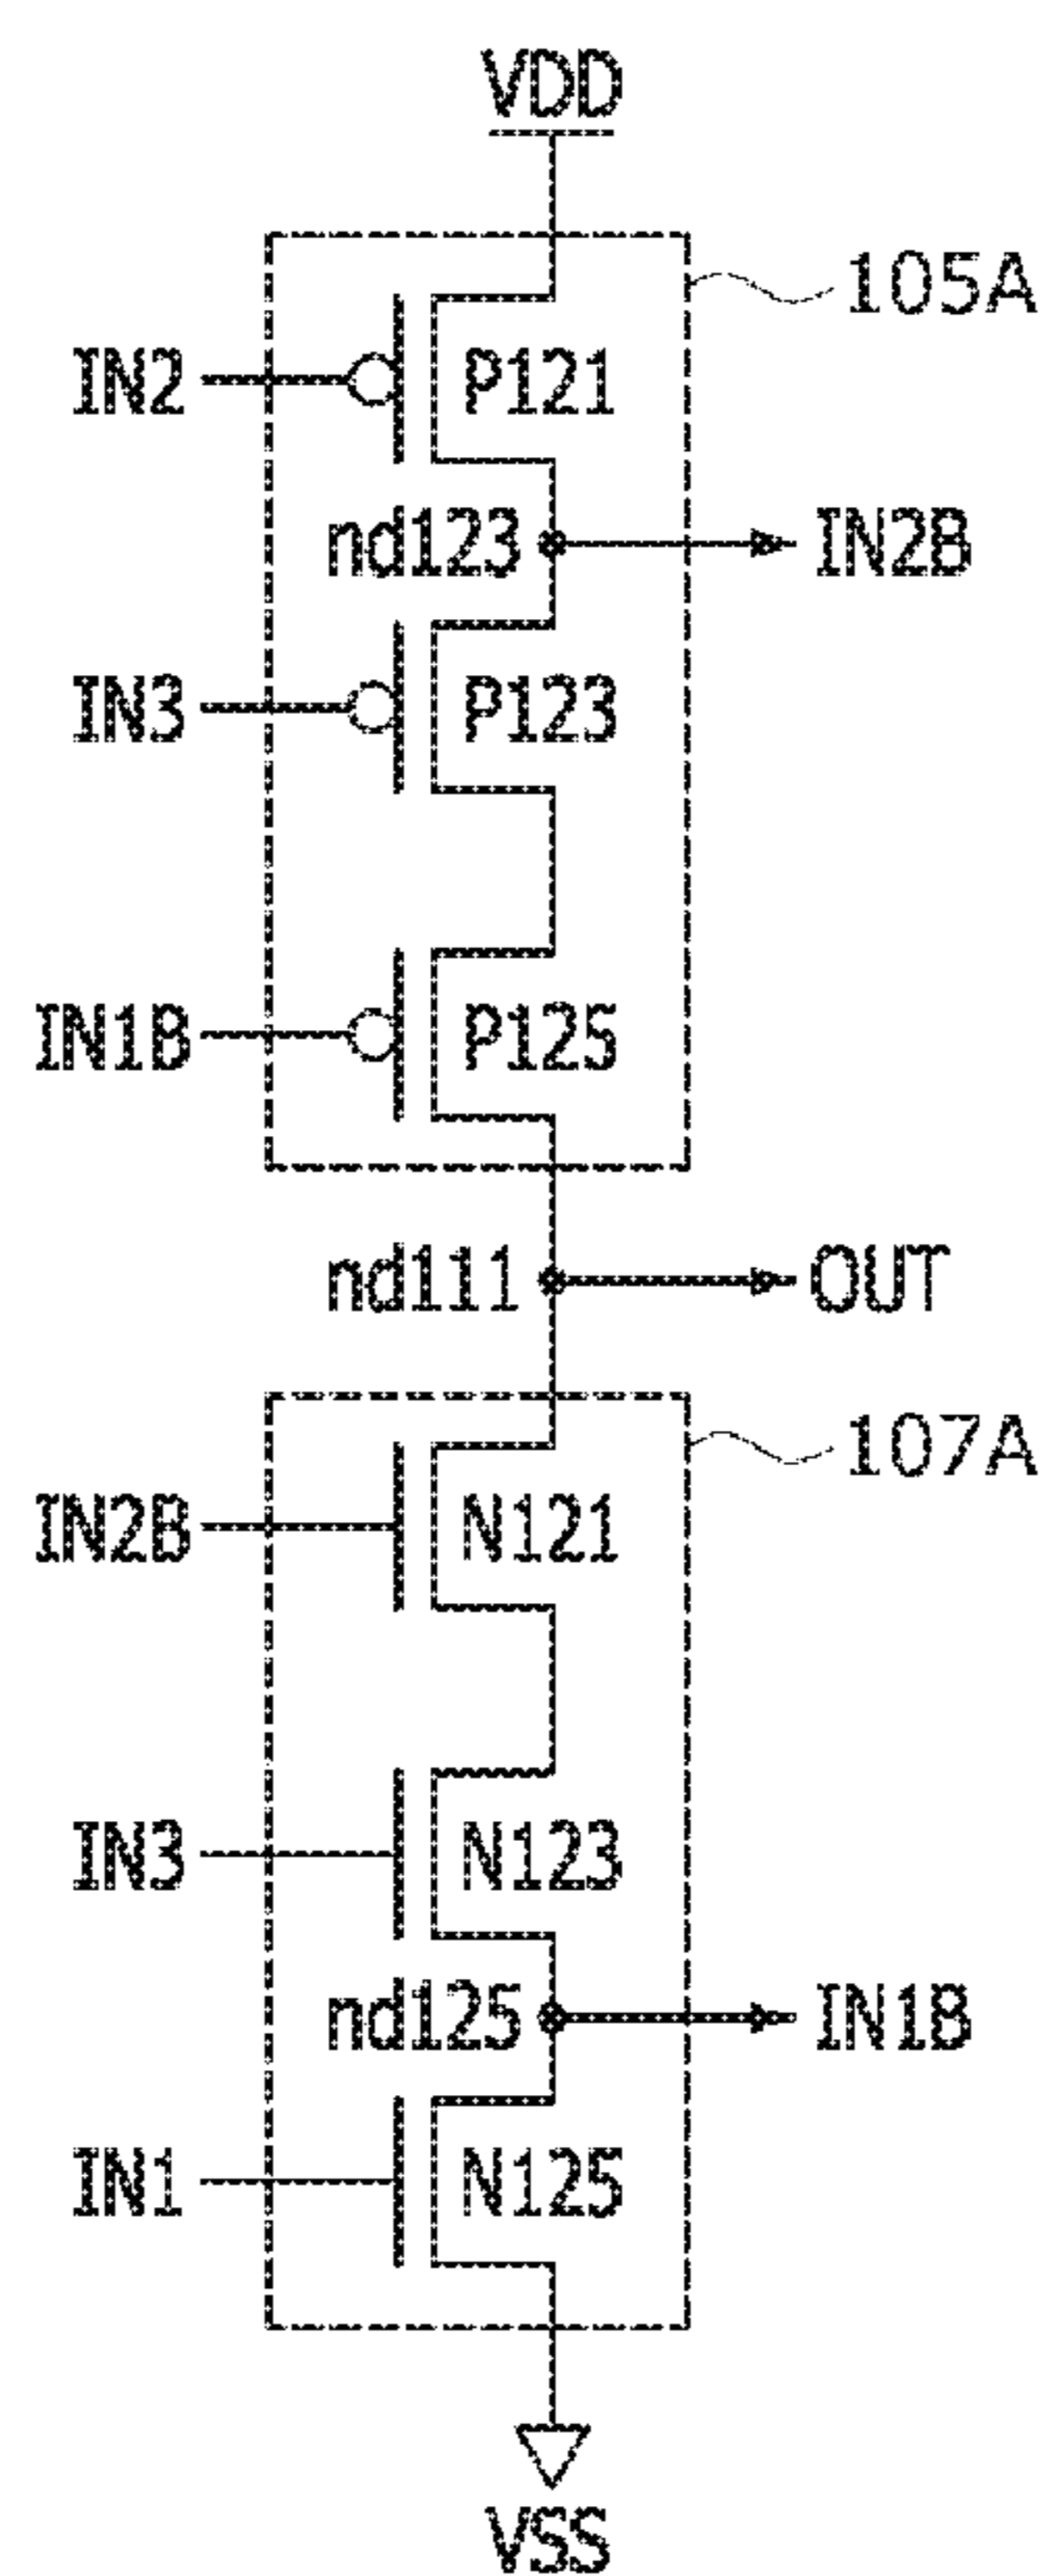 VDD
105A
IN2 P121
nd123 IN2B
IN3 P123
IN1B P125
nd111 OUT
107A
IN2B N121
IN3 N123
nd125 IN1B
IN1 N125
VSS